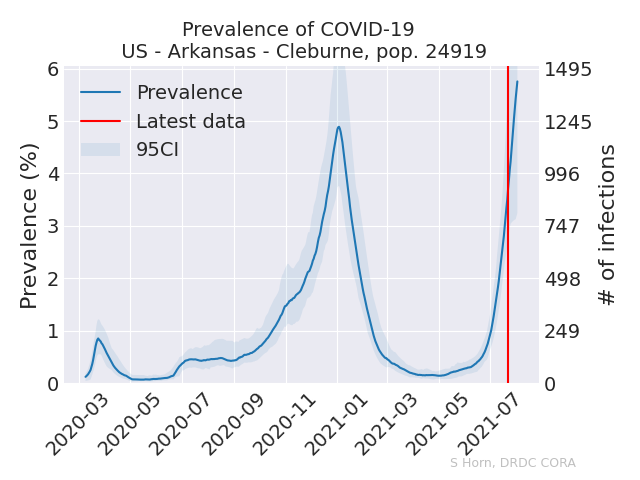 Prevalence of COVID-19
US - Arkansas - Cleburne, pop. 24919
Prevalence
Latest data
95CI
Prevalence (%)
6
5
4
3
2
1
0
1495
1245
996
747
498
249
0
# of infections
2020-03
2020-05
2020-07
2020-09
2020-11
2021-01
2021-03
2021-05
2021-07
S Horn, DRDC CORA